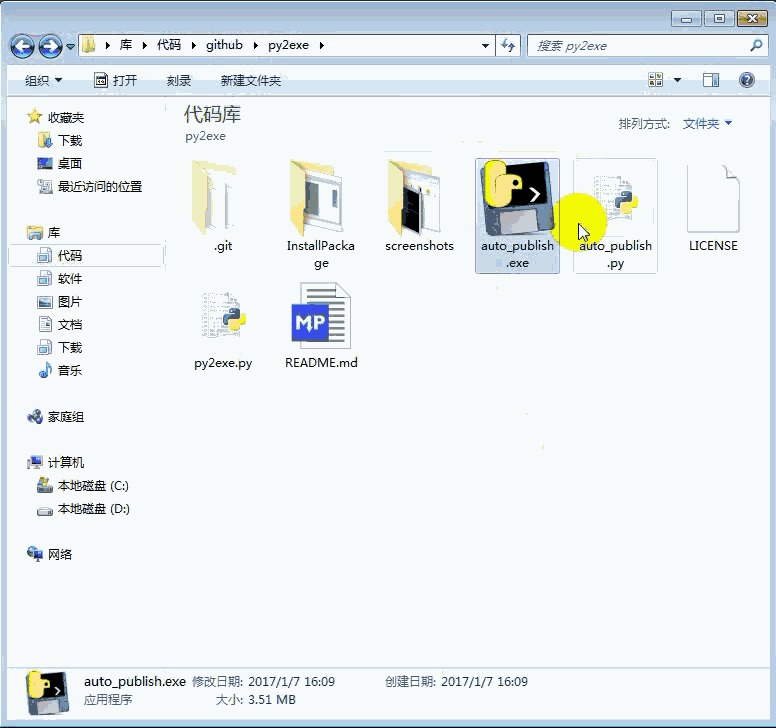 库 代码 github py2exe
搜索 py2exe
组织 打开 刻录 新建文件夹
收藏夹
下载
桌面
最近访问的位置
库
代码
软件
图片
文档
下载
音乐
家庭组
计算机
本地磁盘 (C:)
本地磁盘 (D:)
网络
代码库
py2exe
排列方式: 文件夹
.git
InstallPacka
ge
screenshots
auto_publish
.exe
auto_publish
.py
LICENSE
py2exe.py
MP
README.md
auto_publish.exe 修改日期: 2017/1/7 16:09 创建日期: 2017/1/7 16:09
应用程序 大小: 3.51 MB